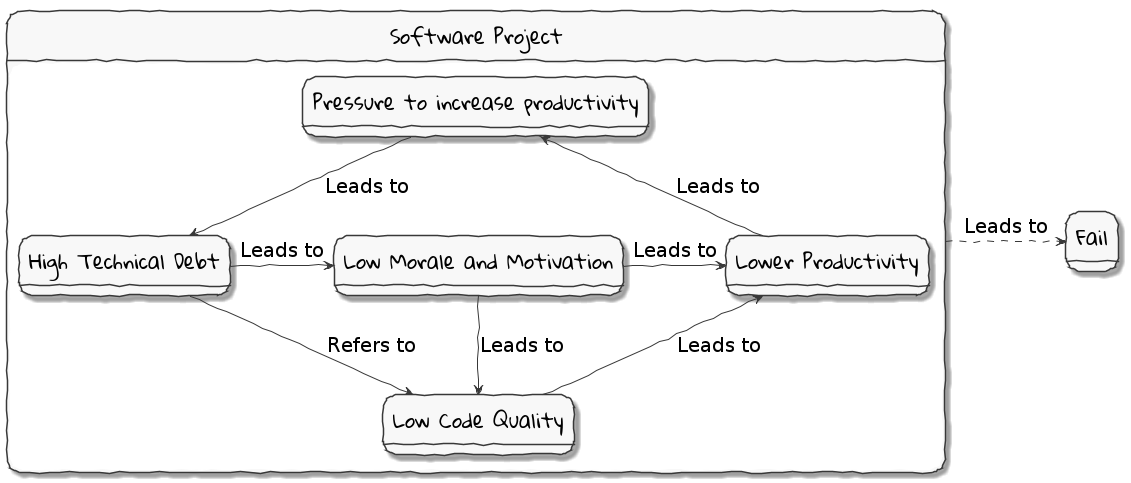 Software Project
Pressure to increase productivity
Leads to
Leads to
Leads to
Fail
High Technical Debt
Leads to
Low Morale and Motivation
Leads to
Lower Productivity
Refers to
Leads to
Leads to
Low Code Quality